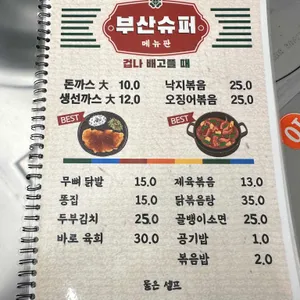 부산슈퍼
메뉴판
겁나 배고플 때
돈까스 大 10.0
생선까스 大 12.0
낙지볶음 25.0
오징어볶음 25.0
BEST
BEST
무뼈 닭발 15.0
똥집 15.0
두부김치 25.0
바로 육회 30.0
제육볶음 13.0
닭볶음탕 35.0
골뱅이소면 25.0
공기밥 1.0
볶음밥 2.0
물은 셀프